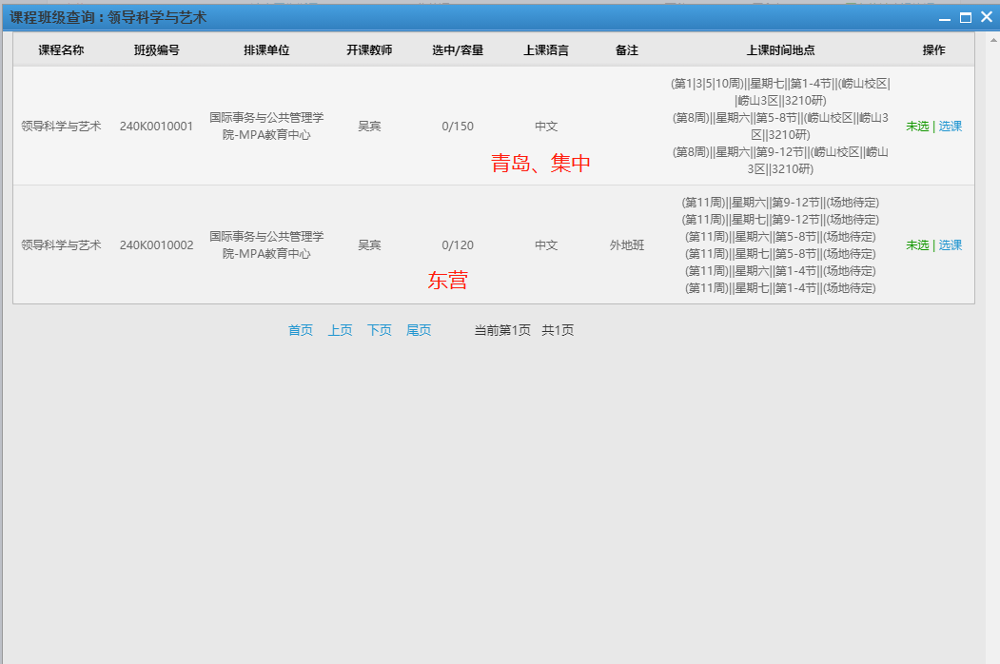 课程班级查询：领导科学与艺术
课程名称 班级编号 排课单位 开课教师 选中/容量 上课语言 备注 上课时间地点 操作
(第1|3|5|10周)||星期七||第1-4节||(崂山校区|
|崂山3区||3210研)
(第8周)||星期六||第5-8节||(崂山校区||崂山3
区||3210研)
(第8周)||星期六||第9-12节||(崂山校区||崂山
3区||3210研)
领导科学与艺术 240K0010001 国际事务与公共管理学
院-MPA教育中心 吴宾 0/150 中文 未选 | 选课
青岛、集中
(第11周)||星期六||第9-12节||(场地待定)
(第11周)||星期七||第9-12节||(场地待定)
(第11周)||星期六||第5-8节||(场地待定)
(第11周)||星期七||第5-8节||(场地待定)
(第11周)||星期六||第1-4节||(场地待定)
(第11周)||星期七||第1-4节||(场地待定)
领导科学与艺术 240K0010002 国际事务与公共管理学
院-MPA教育中心 吴宾 0/120 中文 外地班 未选 | 选课
东营
首页 上页 下页 尾页 当前第1页 共1页